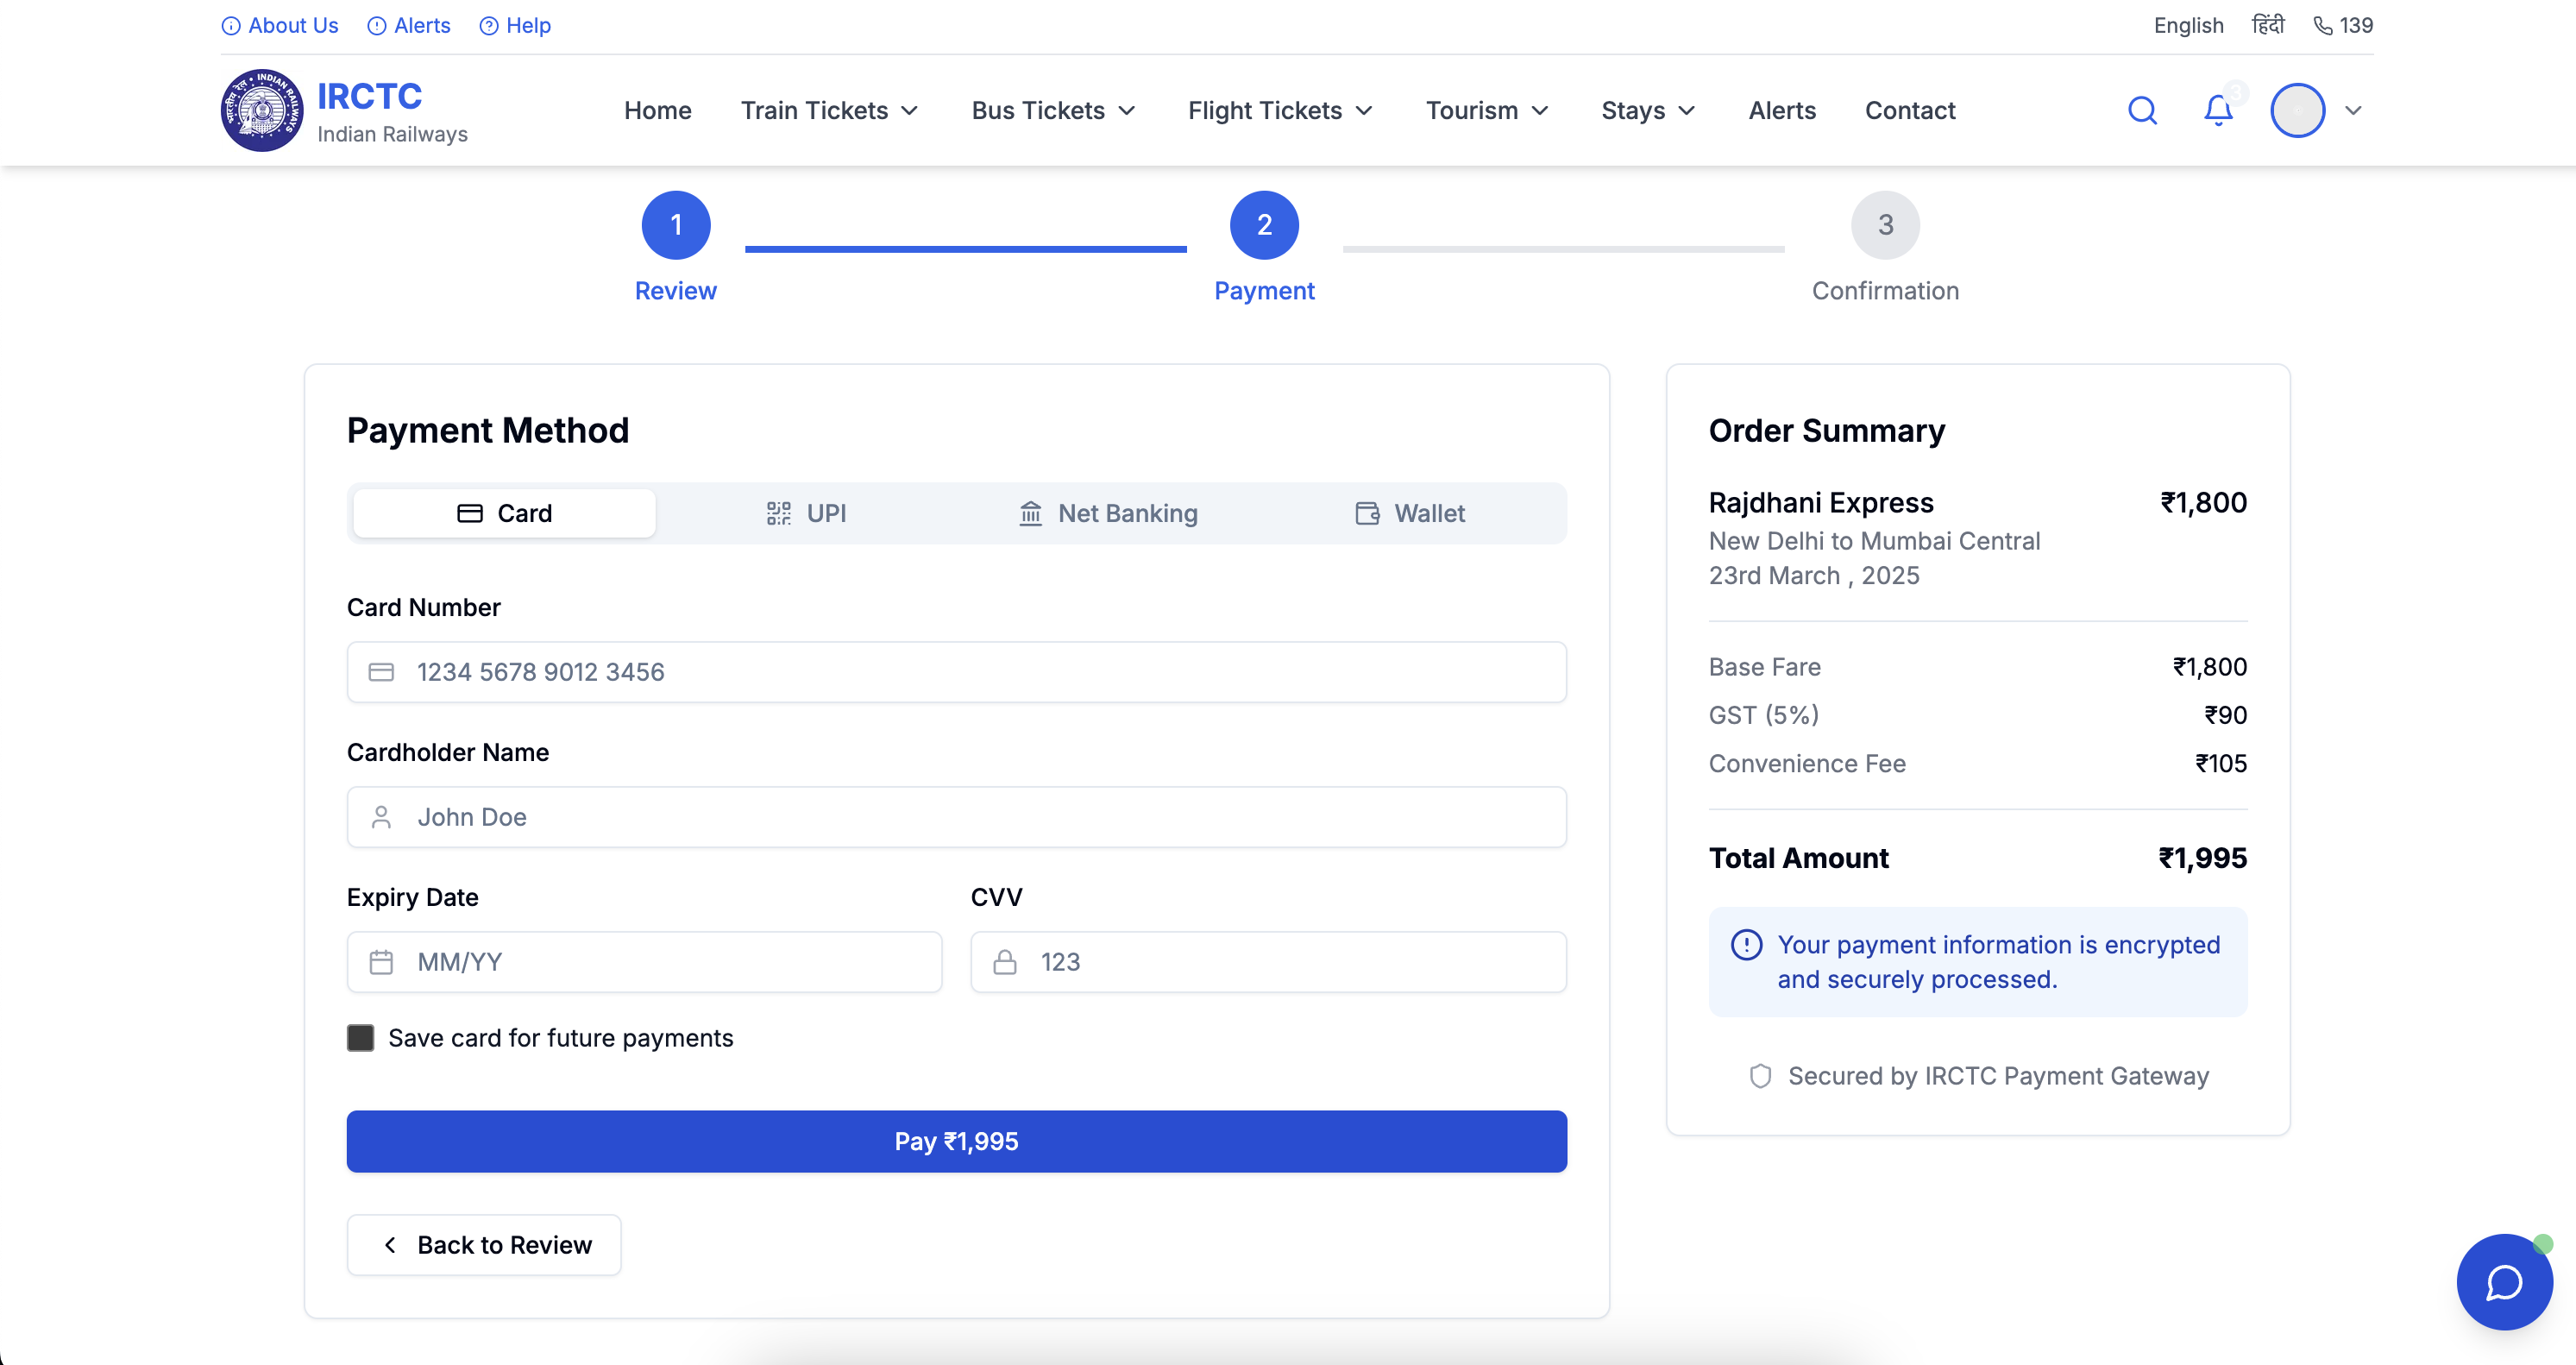 About Us Alerts Help English हिंदी 139
IRCTC
Indian Railways
Home Train Tickets Bus Tickets Flight Tickets Tourism Stays Alerts Contact 3
1 2 3
Review Payment Confirmation
Payment Method
Card UPI Net Banking Wallet
Card Number
1234 5678 9012 3456
Cardholder Name
John Doe
Expiry Date CVV
MM/YY 123
Save card for future payments
Pay ₹1,995
Back to Review
Order Summary
Rajdhani Express ₹1,800
New Delhi to Mumbai Central
23rd March , 2025
Base Fare ₹1,800
GST (5%) ₹90
Convenience Fee ₹105
Total Amount ₹1,995
Your payment information is encrypted
and securely processed.
Secured by IRCTC Payment Gateway